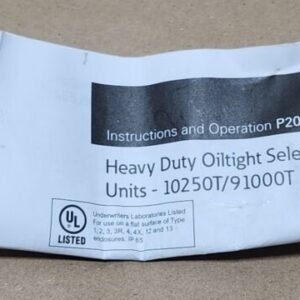 Instructions and Operation P20
Heavy Duty Oiltight Sele
Units - 10250T/91000T
UL
LISTED
Underwriters Laboratories Listed
For use on a flat surface of Type
1, 2, 3, 3R, 4, 4X, 12 and 13
enclosures, IP 65